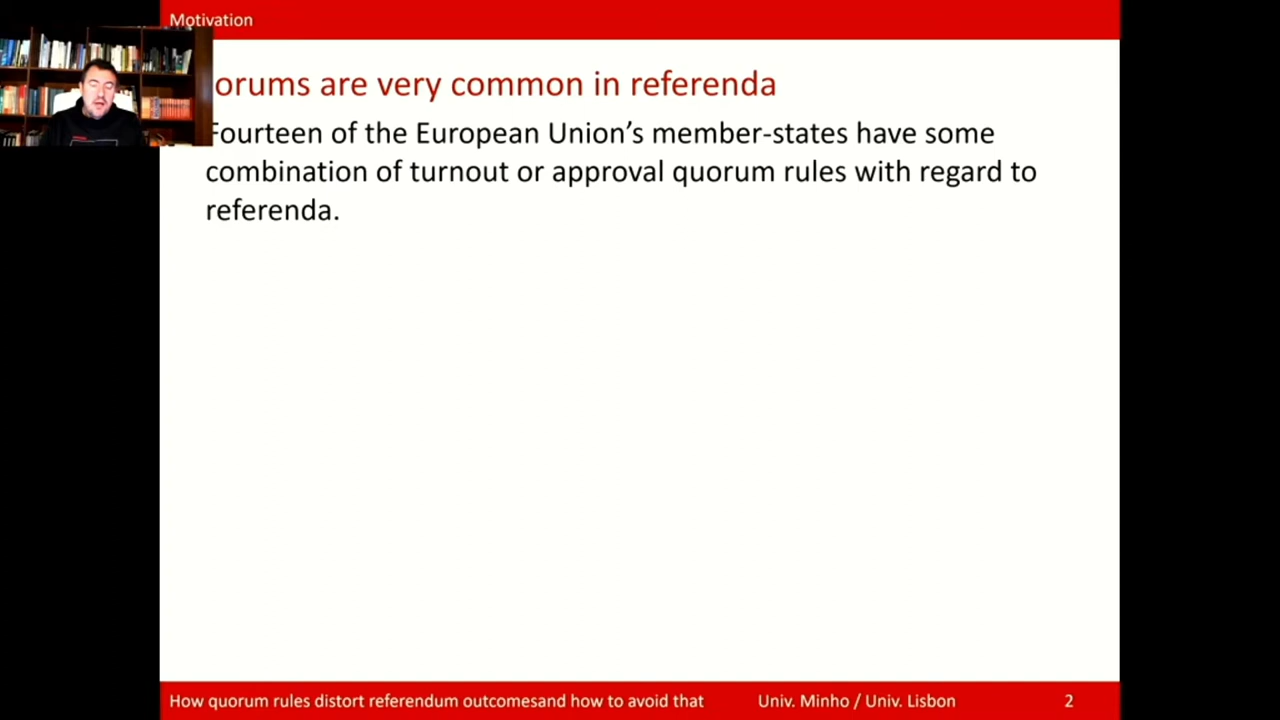 Motivation
orums are very common in referenda
Fourteen of the European Union’s member-states have some
combination of turnout or approval quorum rules with regard to
referenda.
How quorum rules distort referendum outcomesand how to avoid that Univ. Minho / Univ. Lisbon 2